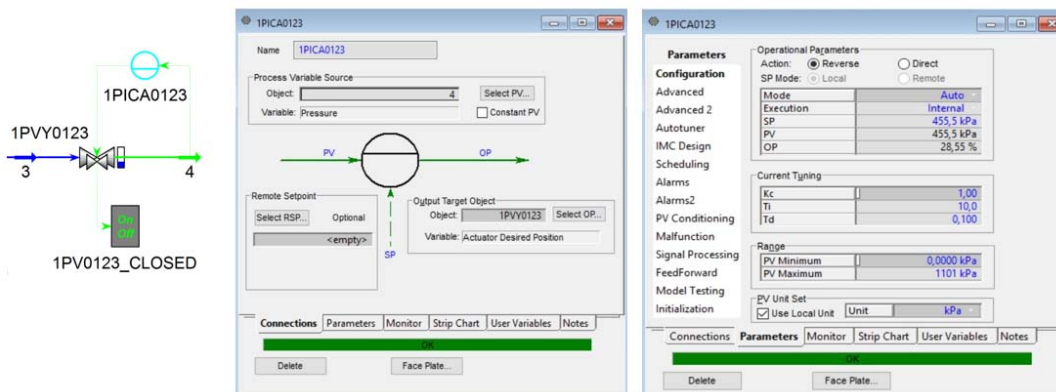 1PICA0123
1PVY0123
3
4
On
Off
1PV0123_CLOSED
1PICA0123
Name 1PICA0123
Process Variable Source
Object: 4 Select PV...
Variable: Pressure Constant PV
PV OP
Remote Setpoint
Select RSP... Optional
<empty>
SP
Output Target Object
Object: 1PVY0123 Select OP...
Variable: Actuator Desired Position
Connections Parameters Monitor Strip Chart User Variables Notes
OK
Delete Face Plate...
1PICA0123
Parameters
Configuration
Advanced
Advanced 2
Autotuner
IMC Design
Scheduling
Alarms
Alarms2
PV Conditioning
Malfunction
Signal Processing
FeedForward
Model Testing
Initialization
Operational Parameters
Action: Reverse Direct
SP Mode: Local Remote
Mode Auto
Execution Internal
SP 455,5 kPa
PV 455,5 kPa
OP 28,55 %
Current Tuning
Kc 1,00
Ti 10,0
Td 0,100
Range
PV Minimum 0,0000 kPa
PV Maximum 1101 kPa
PV Unit Set
Use Local Unit Unit kPa
Connections Parameters Monitor Strip Chart User Variables Notes
OK
Delete Face Plate...